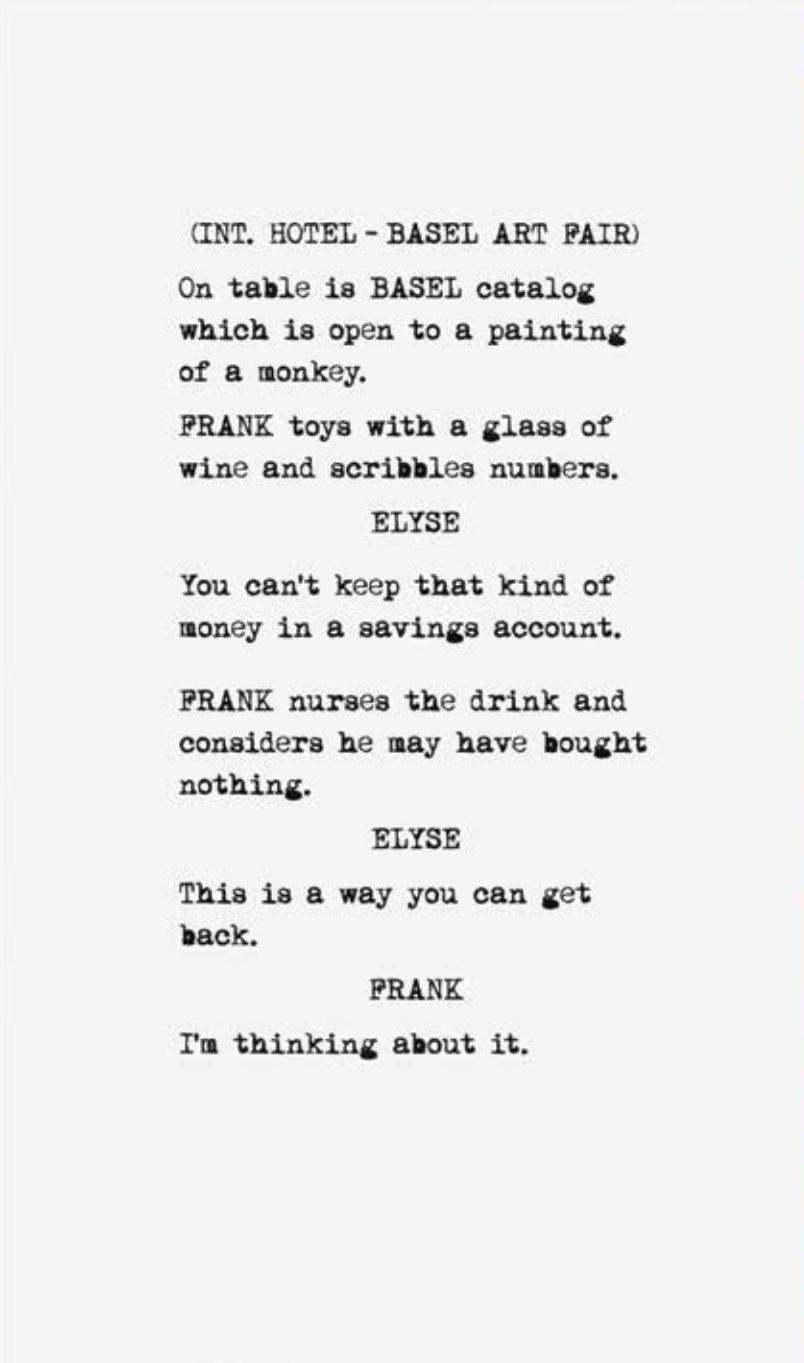 (INT. HOTEL - BASEL ART FAIR)
On table is BASEL catalog
which is open to a painting
of a monkey.
FRANK toys with a glass of
wine and scribbles numbers.
ELYSE
You can't keep that kind of
money in a savings account.
FRANK nurses the drink and
considers he may have bought
nothing.
ELYSE
This is a way you can get
back.
FRANK
I'm thinking about it.